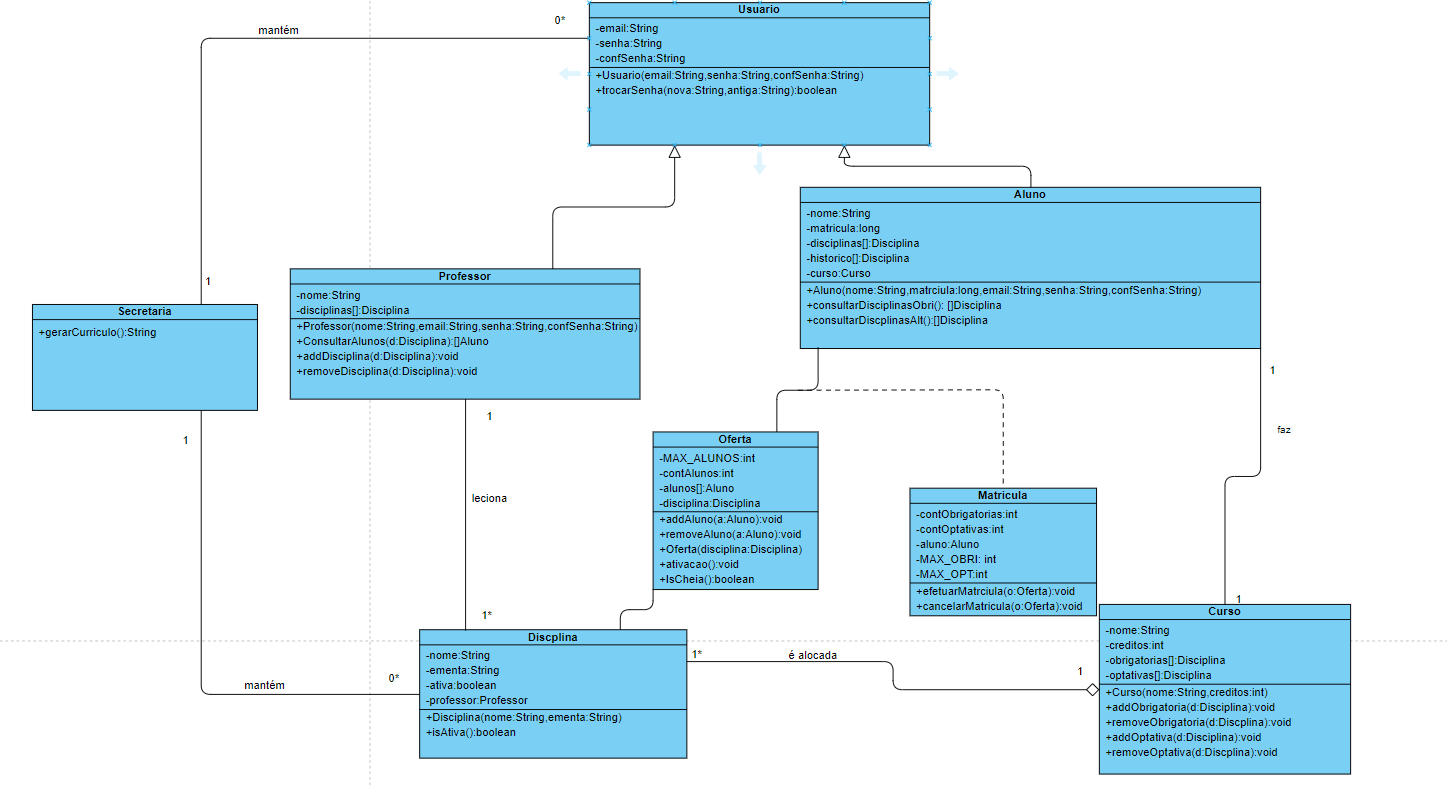 Usuario
-email:String
-senha:String
-confSenha:String
+Usuario(email:String,senha:String,confSenha:String)
+trocarSenha(nova:String,antiga:String):boolean
mantém
0*
1
Aluno
-nome:String
-matricula:long
-disciplinas[]:Disciplina
-historico[]:Disciplina
-curso:Curso
+Aluno(nome:String,matrciula:long,email:String,senha:String,confSenha:String)
+consultarDisciplinasObri(): []Disciplina
+consultarDiscplinasAlt():[]Disciplina
Professor
-nome:String
-disciplinas[]:Disciplina
+Professor(nome:String,email:String,senha:String,confSenha:String)
+ConsultarAlunos(d:Disciplina):[]Aluno
+addDisciplina(d:Disciplina):void
+removeDisciplina(d:Disciplina):void
Secretaria
+gerarCurriculo():String
1
1
leciona
1*
1
faz
1
Oferta
-MAX_ALUNOS:int
-contAlunos:int
-alunos[]:Aluno
-disciplina:Disciplina
+addAluno(a:Aluno):void
+removeAluno(a:Aluno):void
+Oferta(disciplina:Disciplina)
+ativacao():void
+IsCheia():boolean
Matricula
-contObrigatorias:int
-contOptativas:int
-aluno:Aluno
-MAX_OBRI: int
-MAX_OPT:int
+efetuarMatrciula(o:Oferta):void
+cancelarMatricula(o:Oferta):void
Discplina
-nome:String
-ementa:String
-ativa:boolean
-professor:Professor
+Disciplina(nome:String,ementa:String)
+isAtiva():boolean
mantém
0*
1*
é alocada
1
Curso
-nome:String
-creditos:int
-obrigatorias[]:Disciplina
-optativas[]:Disciplina
+Curso(nome:String,creditos:int)
+addObrigatoria(d:Disciplina):void
+removeObrigatoria(d:Discplina):void
+addOptativa(d:Disciplina):void
+removeOptativa(d:Discplina):void